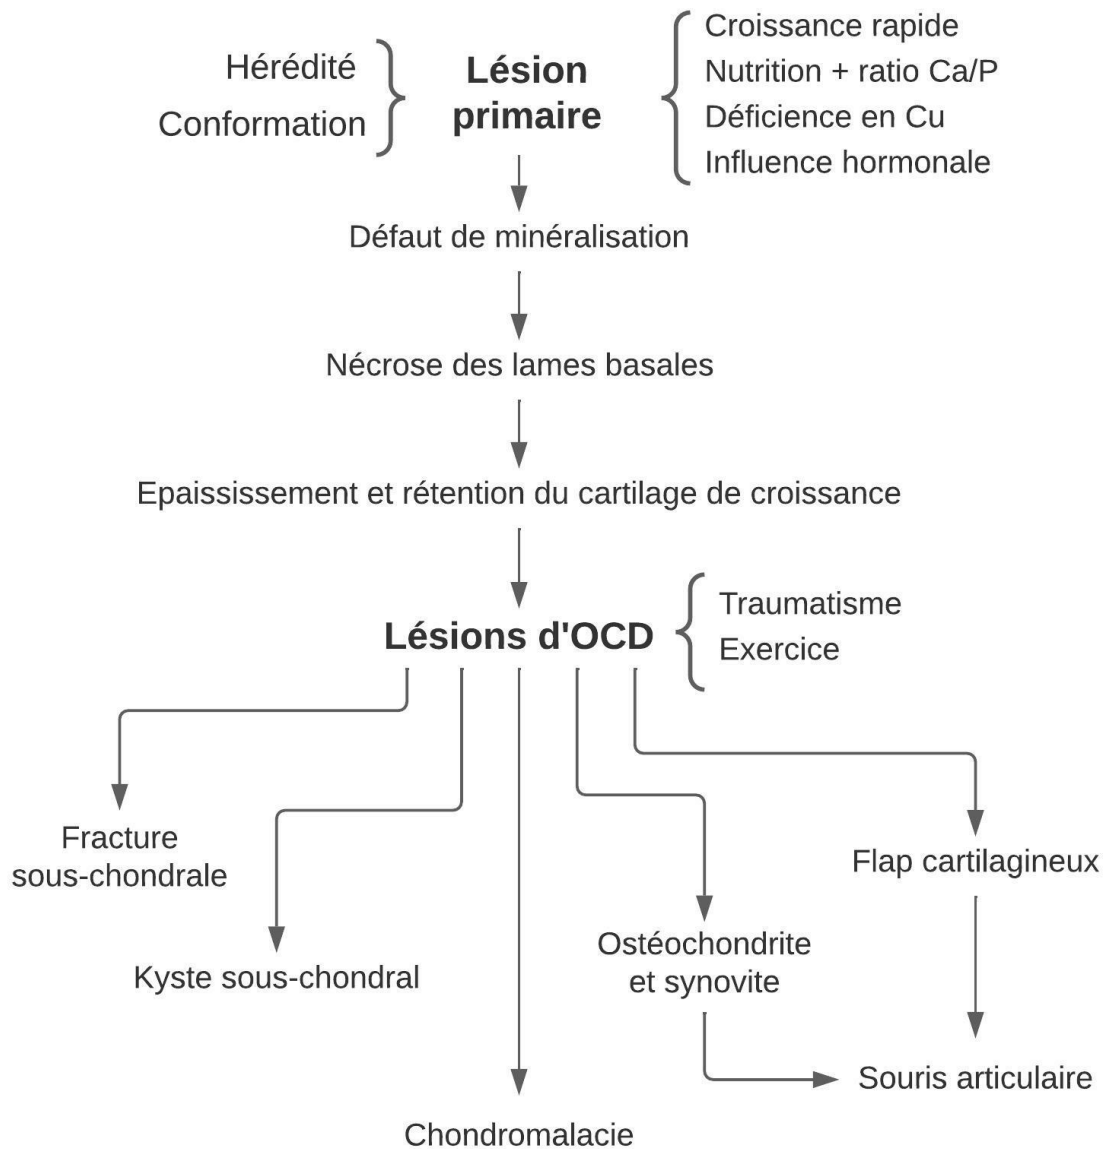 Hérédité
Conformation
Lésion
primaire
Croissance rapide
Nutrition + ratio Ca/P
Déficience en Cu
Influence hormonale
Défaut de minéralisation
Nécrose des lames basales
Epaississement et rétention du cartilage de croissance
Lésions d'OCD
Traumatisme
Exercice
Fracture
sous-chondrale
Kyste sous-chondral
Chondromalacie
Ostéochondrite
et synovite
Flap cartilagineux
Souris articulaire